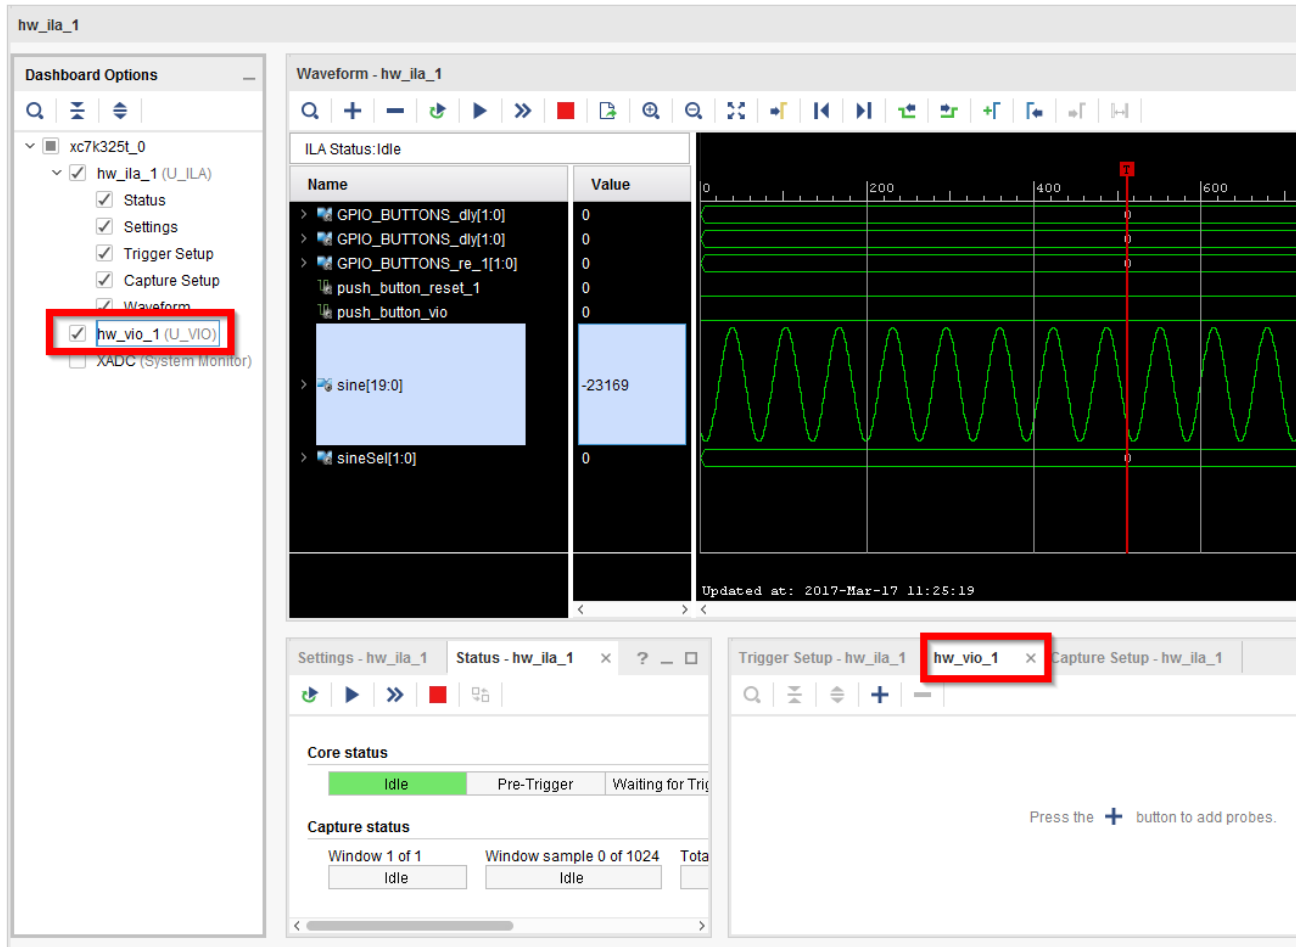 hw_ila_1
Dashboard Options
xc7k325t_0
hw_ila_1 (U_ILA)
Status
Settings
Trigger Setup
Capture Setup
Waveform
hw_vio_1 (U_VIO)
XADC (System Monitor)
Waveform - hw_ila_1
ILA Status:Idle
Name Value
0 200 400 600
T
GPIO_BUTTONS_dly[1:0] 0 0
GPIO_BUTTONS_dly[1:0] 0 0
GPIO_BUTTONS_re_1[1:0] 0 0
push_button_reset_1 0
push_button_vio 0
sine[19:0] -23169
sineSel[1:0] 0 0
Updated at: 2017-Mar-17 11:25:19
Settings - hw_ila_1 Status - hw_ila_1 × ?
Core status
Idle Pre-Trigger Waiting for Trig
Capture status
Window 1 of 1 Window sample 0 of 1024 Tota
Idle Idle
Trigger Setup - hw_ila_1 hw_vio_1 × Capture Setup - hw_ila_1
Press the + button to add probes.